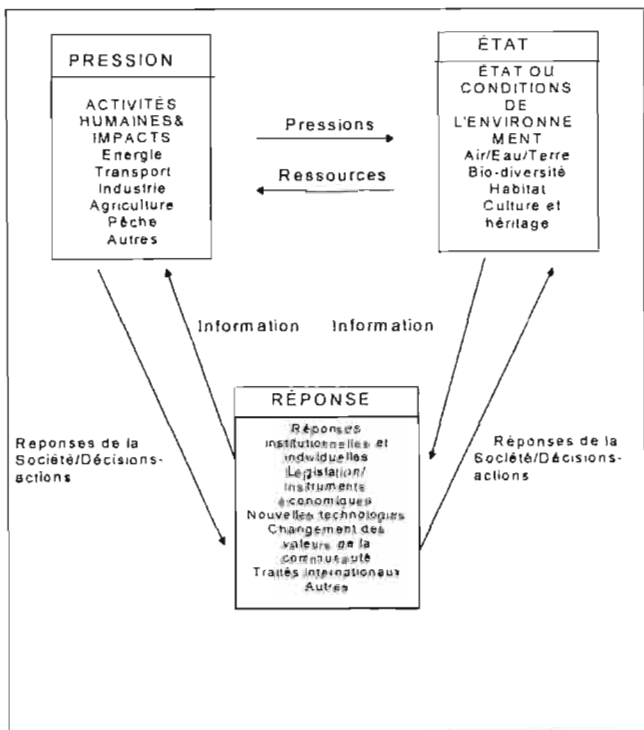 PRESSION
ACTIVITÉS
HUMAINES&
IMPACTS
Energie
Transport
Industrie
Agriculture
Pêche
Autres
Pressions
Ressources
ÉTAT
ÉTAT OU
CONDITIONS
DE
L'ENVIRONNE
MENT
Air/Eau/Terre
Bio-diversité
Habitat
Culture et
héritage
Information
Information
Reponses de la
Société/Décisions-
actions
RÉPONSE
Réponses
institutionnelles et
individuelles
Législation/
Instruments
économiques
Nouvelles technologies
Changement des
valeurs de la
communauté
Traités Internationaux
Autres
Réponses de la
Société/Décisions-
actions